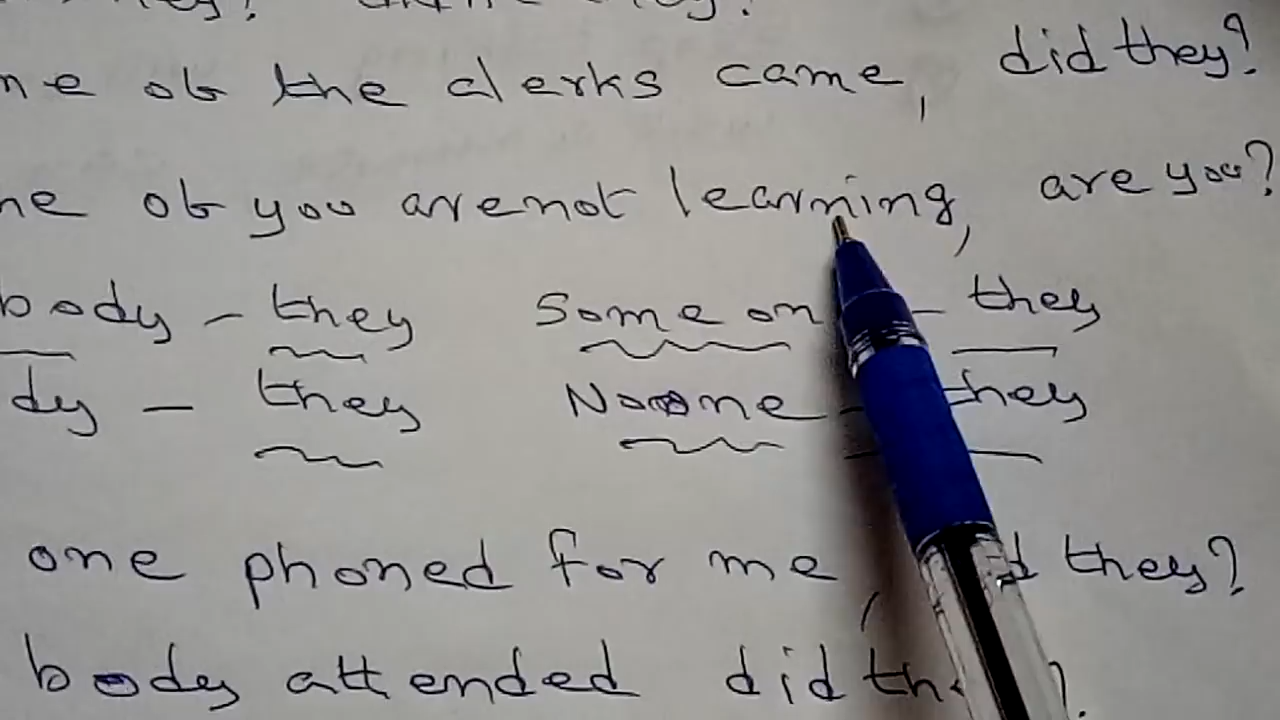 ne of the clerks came, did they?
ne of you are not learning, are you?
body - they Some on - they
dy - they Noone - they
one phoned for me, d they?
body attended did th ?